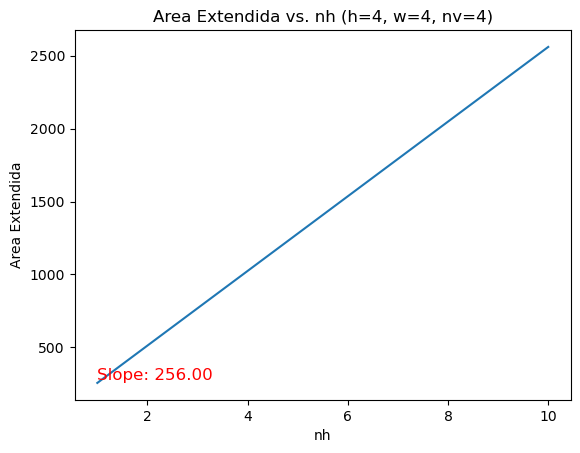 Area Extendida vs. nh (h=4, w=4, nv=4)
2500
2000
1500
1000
500
Area Extendida
Slope: 256.00
2 4 6 8 10
nh